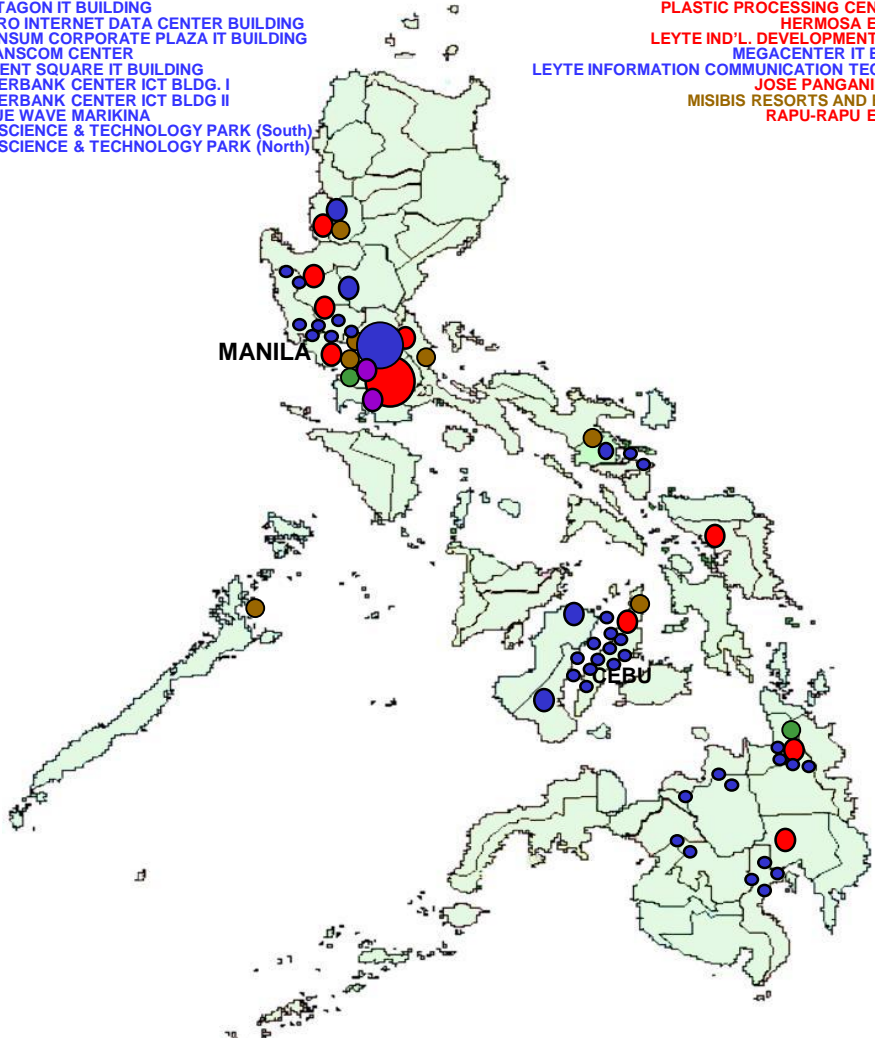 TAGON IT BUILDING
RO INTERNET DATA CENTER BUILDING
NSUM CORPORATE PLAZA IT BUILDING
ANSCOM CENTER
ENT SQUARE IT BUILDING
ERBANK CENTER ICT BLDG. I
ERBANK CENTER ICT BLDG II
UE WAVE MARIKINA
SCIENCE & TECHNOLOGY PARK (South)
SCIENCE & TECHNOLOGY PARK (North)
PLASTIC PROCESSING CEN
HERMOSA E
LEYTE IND'L. DEVELOPMENT
MEGACENTER IT B
LEYTE INFORMATION COMMUNICATION TEC
JOSE PANGANI
MISIBIS RESORTS AND
RAPU-RAPU E
MANILA
CEBU